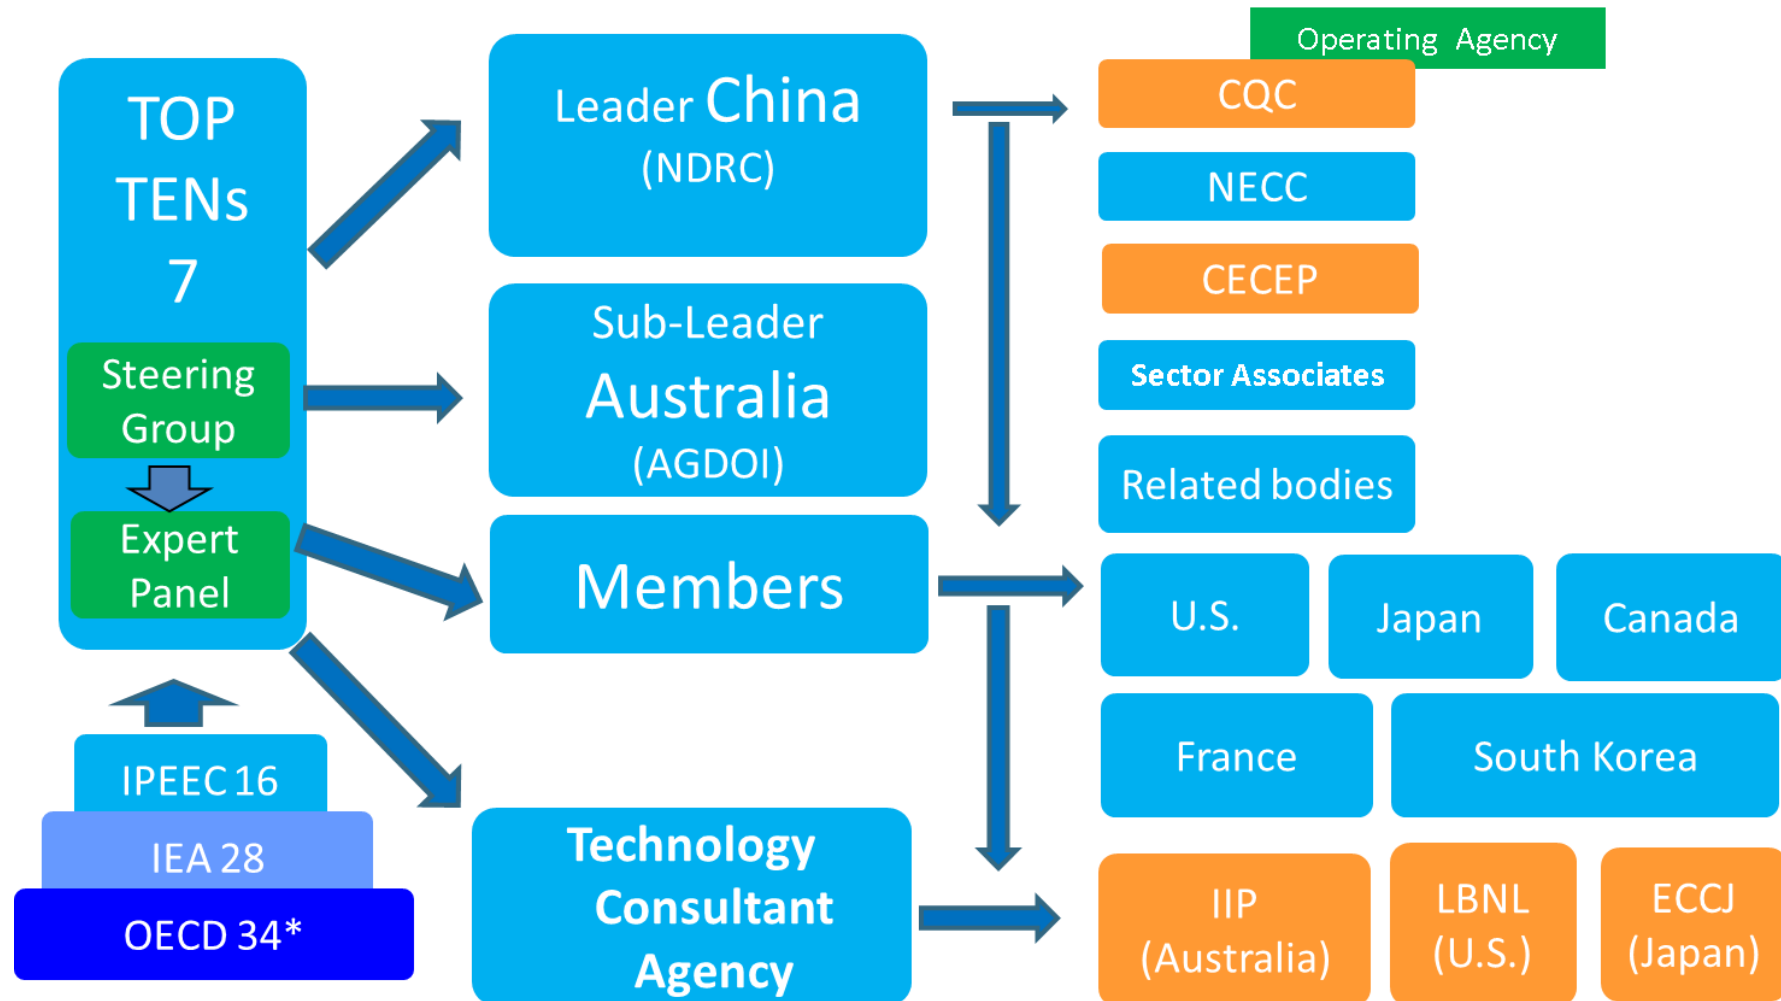 TOP
TENs
7
Steering
Group
Expert
Panel
IPEEC 16
IEA 28
OECD 34*
Leader China
(NDRC)
Sub-Leader
Australia
(AGDOI)
Members
Technology
Consultant
Agency
Operating Agency
CQC
NECC
CECEP
Sector Associates
Related bodies
U.S.
Japan
Canada
France
South Korea
IIP
(Australia)
LBNL
(U.S.)
ECCJ
(Japan)